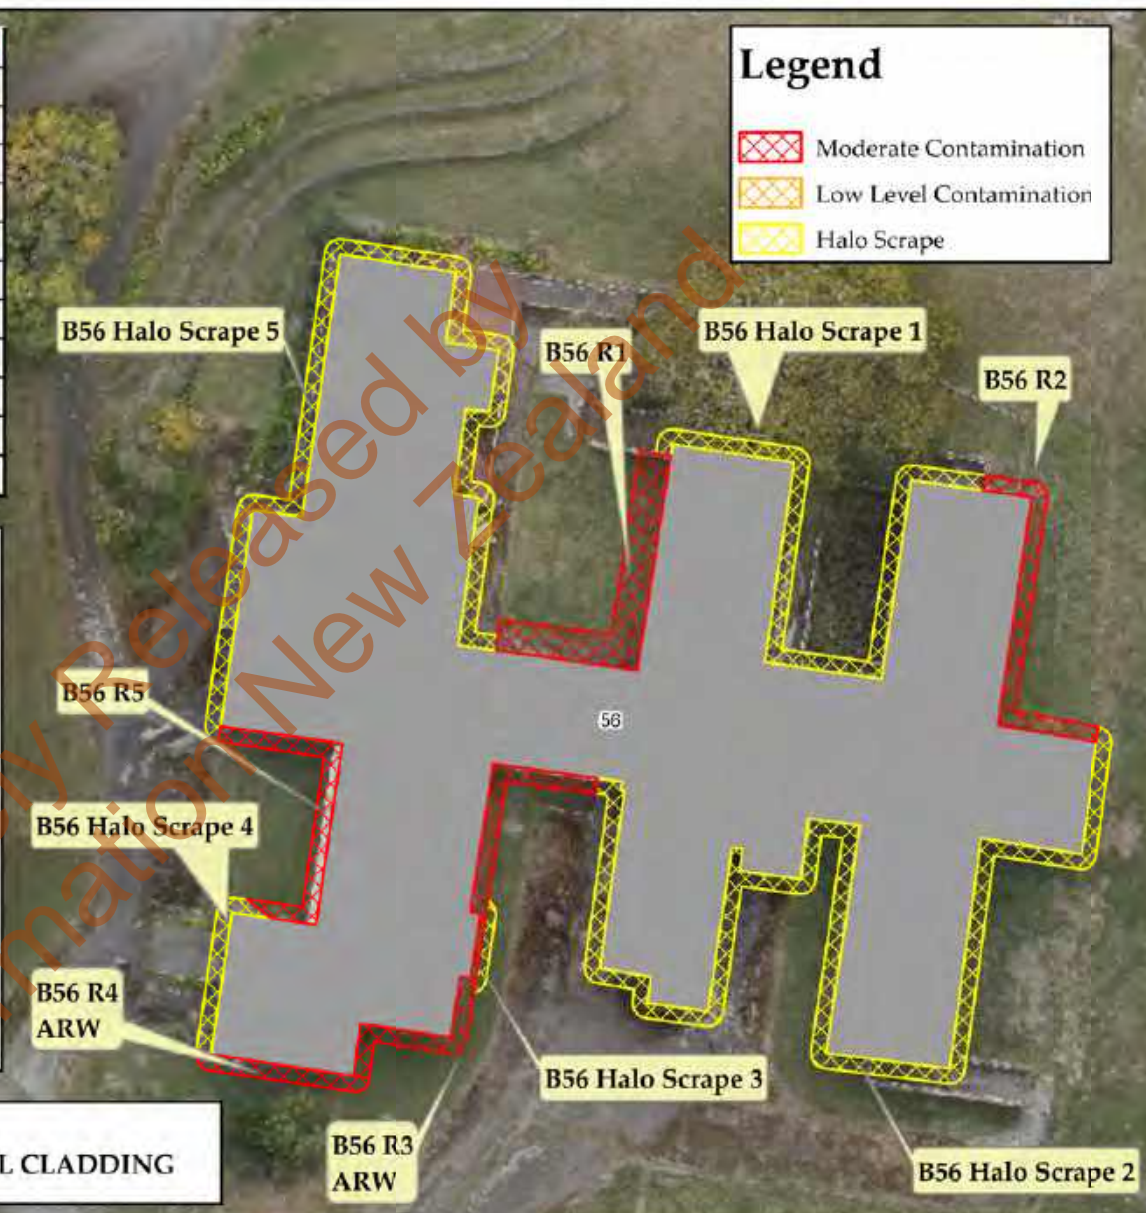 Legend
Moderate Contamination
Low Level Contamination
Halo Scrape
B56 Halo Scrape 5
B56 R1
B56 Halo Scrape 1
B56 R2
B56 R5
56
B56 Halo Scrape 4
B56 R4
ARW
B56 Halo Scrape 3
B56 R3
ARW
B56 Halo Scrape 2
L CLADDING
y Released by
mation New Zealand